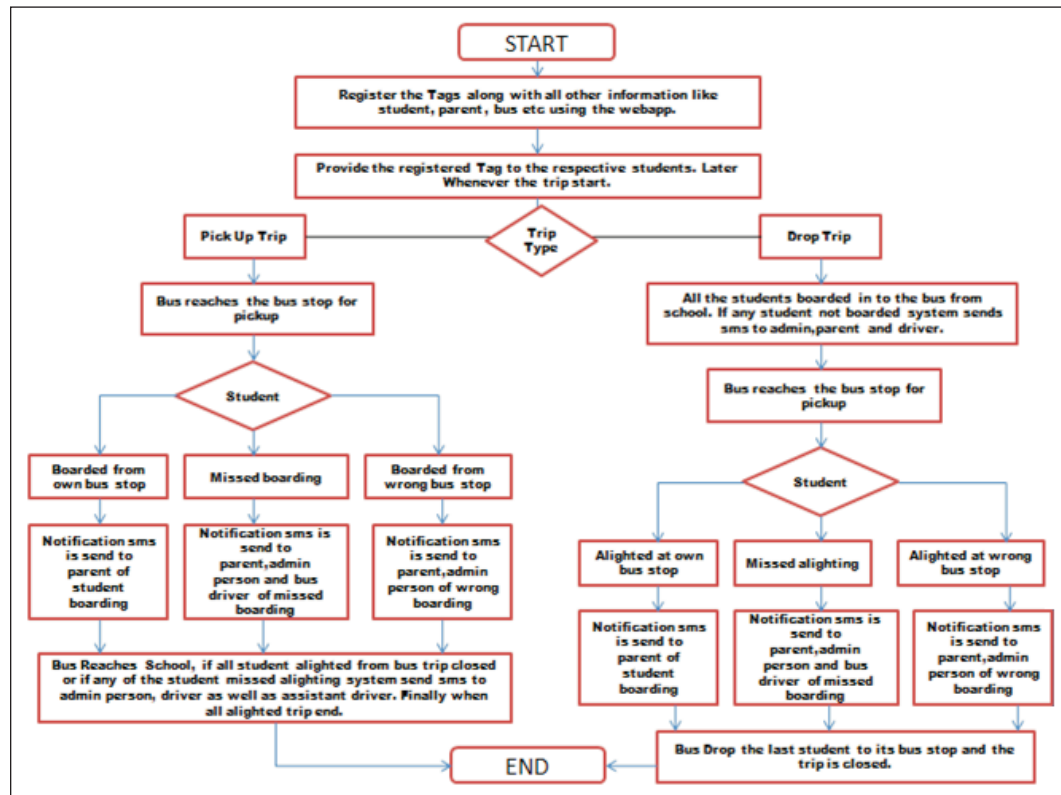 START
Register the Tags along with all other information like
student, parent, bus etc using the webapp.
Provide the registered Tag to the respective students. Later
Whenever the trip start.
Trip
Type
Pick Up Trip
Drop Trip
Bus reaches the bus stop for
pickup
Student
Boarded from
own bus stop
Missed boarding
Boarded from
wrong bus stop
Notification sms
is send to
parent of
student
boarding
Notification sms is
send to
parent,admin
person and bus
driver of missed
boarding
Notification sms
is send to
parent,admin
person of wrong
boarding
Bus Reaches School, if all student alighted from bus trip closed
or if any of the student missed alighting system send sms to
admin person, driver as well as assistant driver. Finally when
all alighted trip end.
All the students boarded in to the bus from
school. If any student not boarded system sends
sms to admin,parent and driver.
Bus reaches the bus stop for
pickup
Student
Alighted at own
bus stop
Missed alighting
Alighted at wrong
bus stop
Notification sms
is send to
parent of
student
boarding
Notification sms is
send to
parent,admin
person and bus
driver of missed
boarding
Notification sms
is send to
parent,admin
person of wrong
boarding
Bus Drop the last student to its bus stop and the
trip is closed.
END